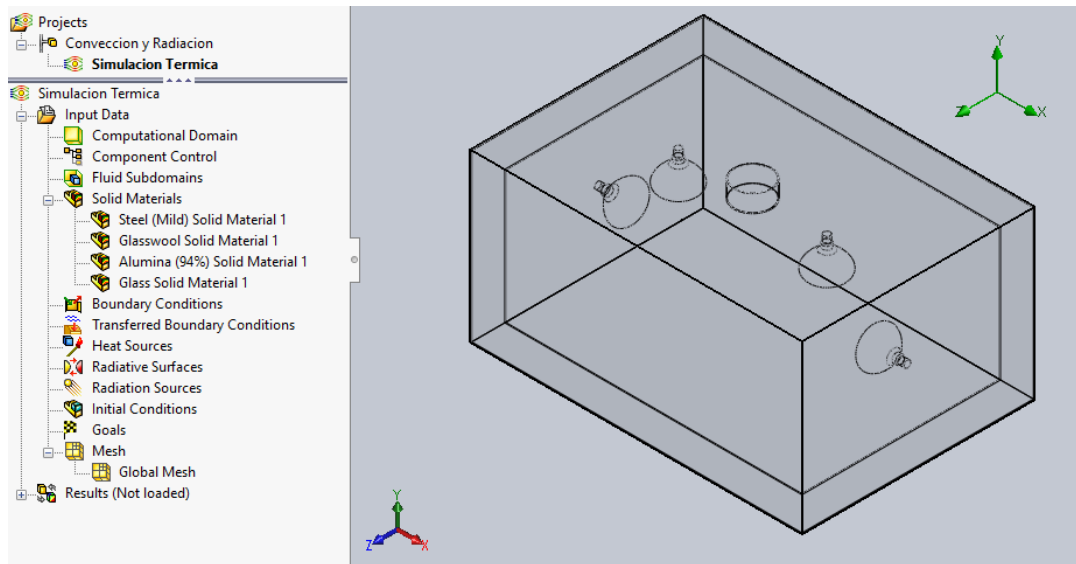 Projects
Conveccion y Radiacion
Simulacion Termica
Simulacion Termica
Input Data
Computational Domain
Component Control
Fluid Subdomains
Solid Materials
Steel (Mild) Solid Material 1
Glasswool Solid Material 1
Alumina (94%) Solid Material 1
Glass Solid Material 1
Boundary Conditions
Transferred Boundary Conditions
Heat Sources
Radiative Surfaces
Radiation Sources
Initial Conditions
Goals
Mesh
Global Mesh
Results (Not loaded)
Y
Z
X
Y
Z
X